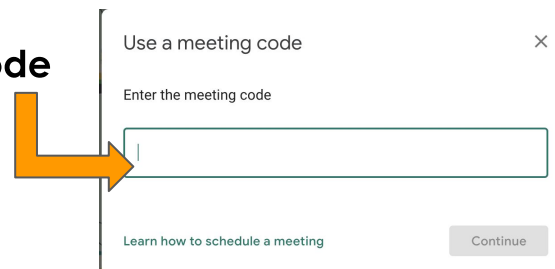 Use a meeting code
ode
Enter the meeting code
Learn how to schedule a meeting
Continue